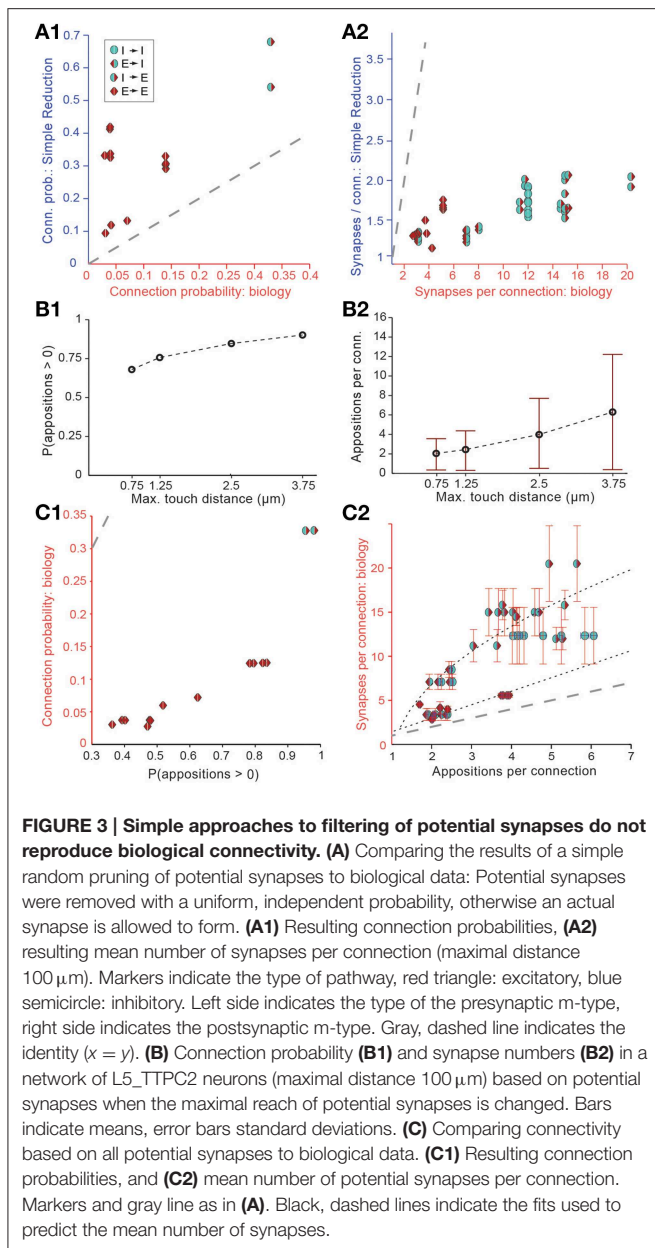 A1
A2
Conn. prob.: Simple Reduction
0.7
0.6
0.5
0.4
0.3
0.2
0.1
0
I → I
E → I
I → E
E → E
0 0.05 0.1 0.15 0.2 0.25 0.3 0.35 0.4
Connection probability: biology
Synapses / conn.: Simple Reduction
3.5
3.0
2.5
2.0
1.5
1
2 4 6 8 10 12 14 16 18 20
Synapses per connection: biology
B1
B2
P(appositions > 0)
1
0.75
0.5
0.25
0
0.75 1.25 2.5 3.75
Max. touch distance (µm)
Appositions per conn.
16
14
12
10
8
6
4
2
0
0.75 1.25 2.5 3.75
Max. touch distance (µm)
C1
C2
Connection probability: biology
0.35
0.3
0.25
0.2
0.15
0.1
0.05
0
0.3 0.4 0.5 0.6 0.7 0.8 0.9 1
P(appositions > 0)
Synapses per connection: biology
20
15
10
5
0
1 2 3 4 5 6 7
Appositions per connection
FIGURE 3 | Simple approaches to filtering of potential synapses do not
reproduce biological connectivity. (A) Comparing the results of a simple
random pruning of potential synapses to biological data: Potential synapses
were removed with a uniform, independent probability, otherwise an actual
synapse is allowed to form. (A1) Resulting connection probabilities, (A2)
resulting mean number of synapses per connection (maximal distance
100 µm). Markers indicate the type of pathway, red triangle: excitatory, blue
semicircle: inhibitory. Left side indicates the type of the presynaptic m-type,
right side indicates the postsynaptic m-type. Gray, dashed line indicates the
identity (x = y). (B) Connection probability (B1) and synapse numbers (B2) in a
network of L5_TTPC2 neurons (maximal distance 100 µm) based on potential
synapses when the maximal reach of potential synapses is changed. Bars
indicate means, error bars standard deviations. (C) Comparing connectivity
based on all potential synapses to biological data. (C1) Resulting connection
probabilities, and (C2) mean number of potential synapses per connection.
Markers and gray line as in (A). Black, dashed lines indicate the fits used to
predict the mean number of synapses.